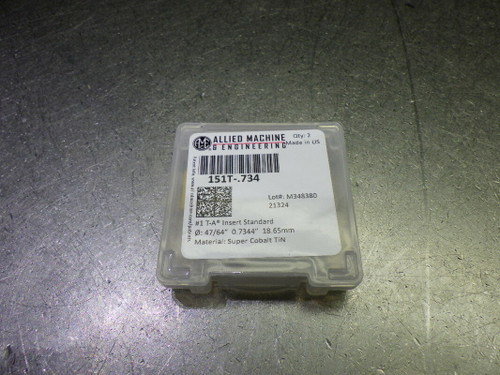 AMEC
ALLIED MACHINE
& ENGINEERING
Qty: 2
Made in US
151T-.734
Lot#: M348380
21324
#1 T-A® Insert Standard
Ø: 47/64" 0.7344" 18.65mm
Material: Super Cobalt TiN